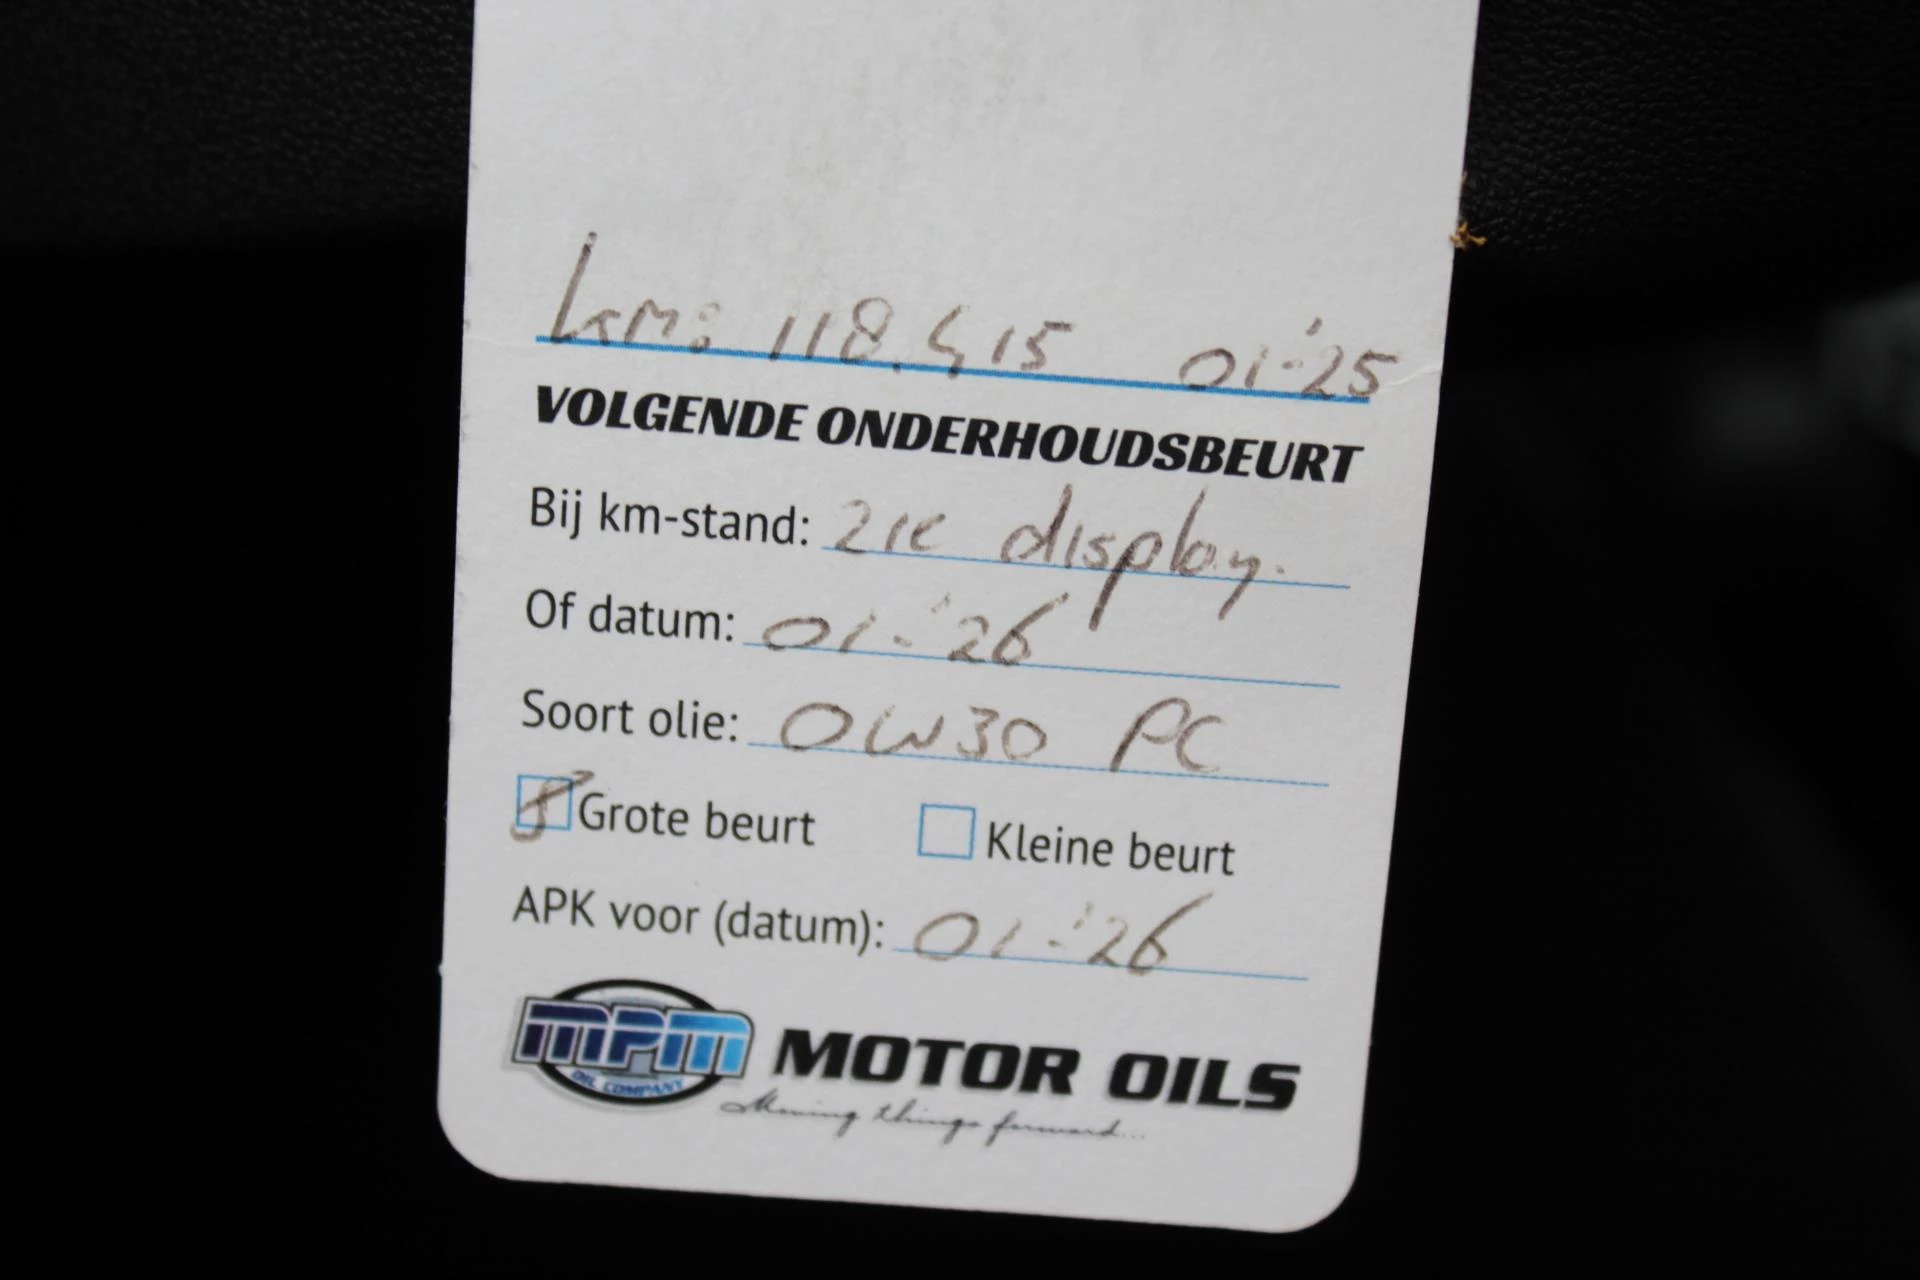 km: 118.415 01-'25
VOLGENDE ONDERHOUDSBEURT
Bij km-stand: zie display.
Of datum: 01-'26
Soort olie: 0W30 PC
Grote beurt Kleine beurt
APK voor (datum): 01-'26
MPM MOTOR OILS
OIL COMPANY
Moving things forward...